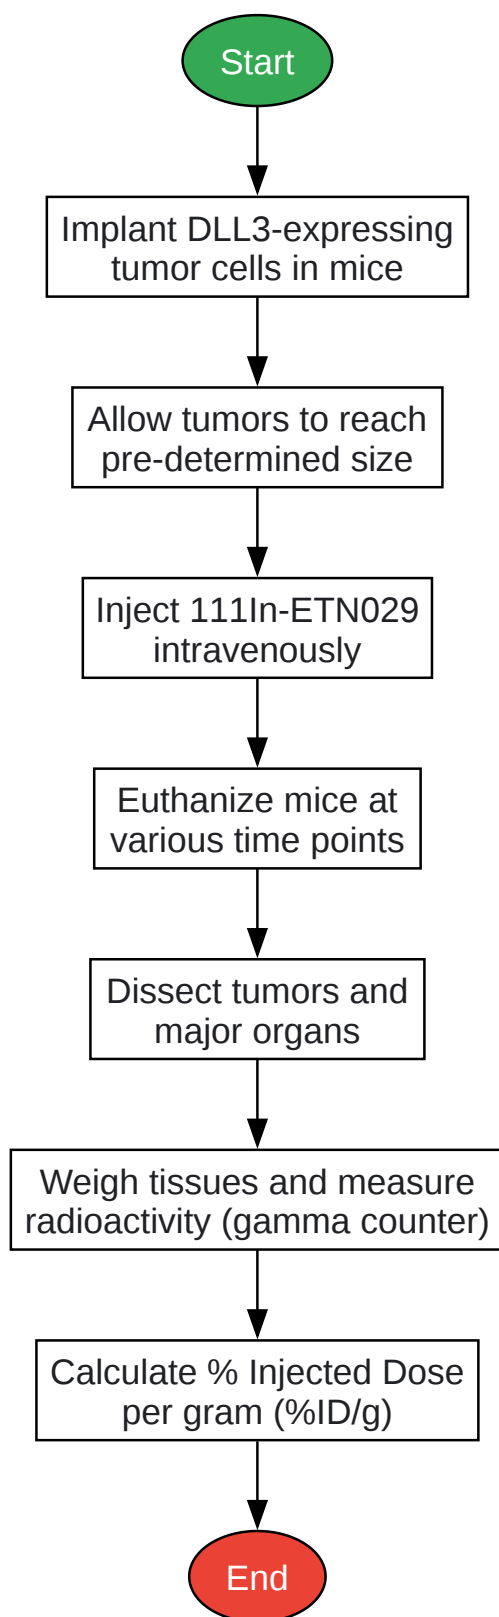 Start
Implant DLL3-expressing
tumor cells in mice
Allow tumors to reach
pre-determined size
Inject 111In-ETN029
intravenously
Euthanize mice at
various time points
Dissect tumors and
major organs
Weigh tissues and measure
radioactivity (gamma counter)
Calculate % Injected Dose
per gram (%ID/g)
End